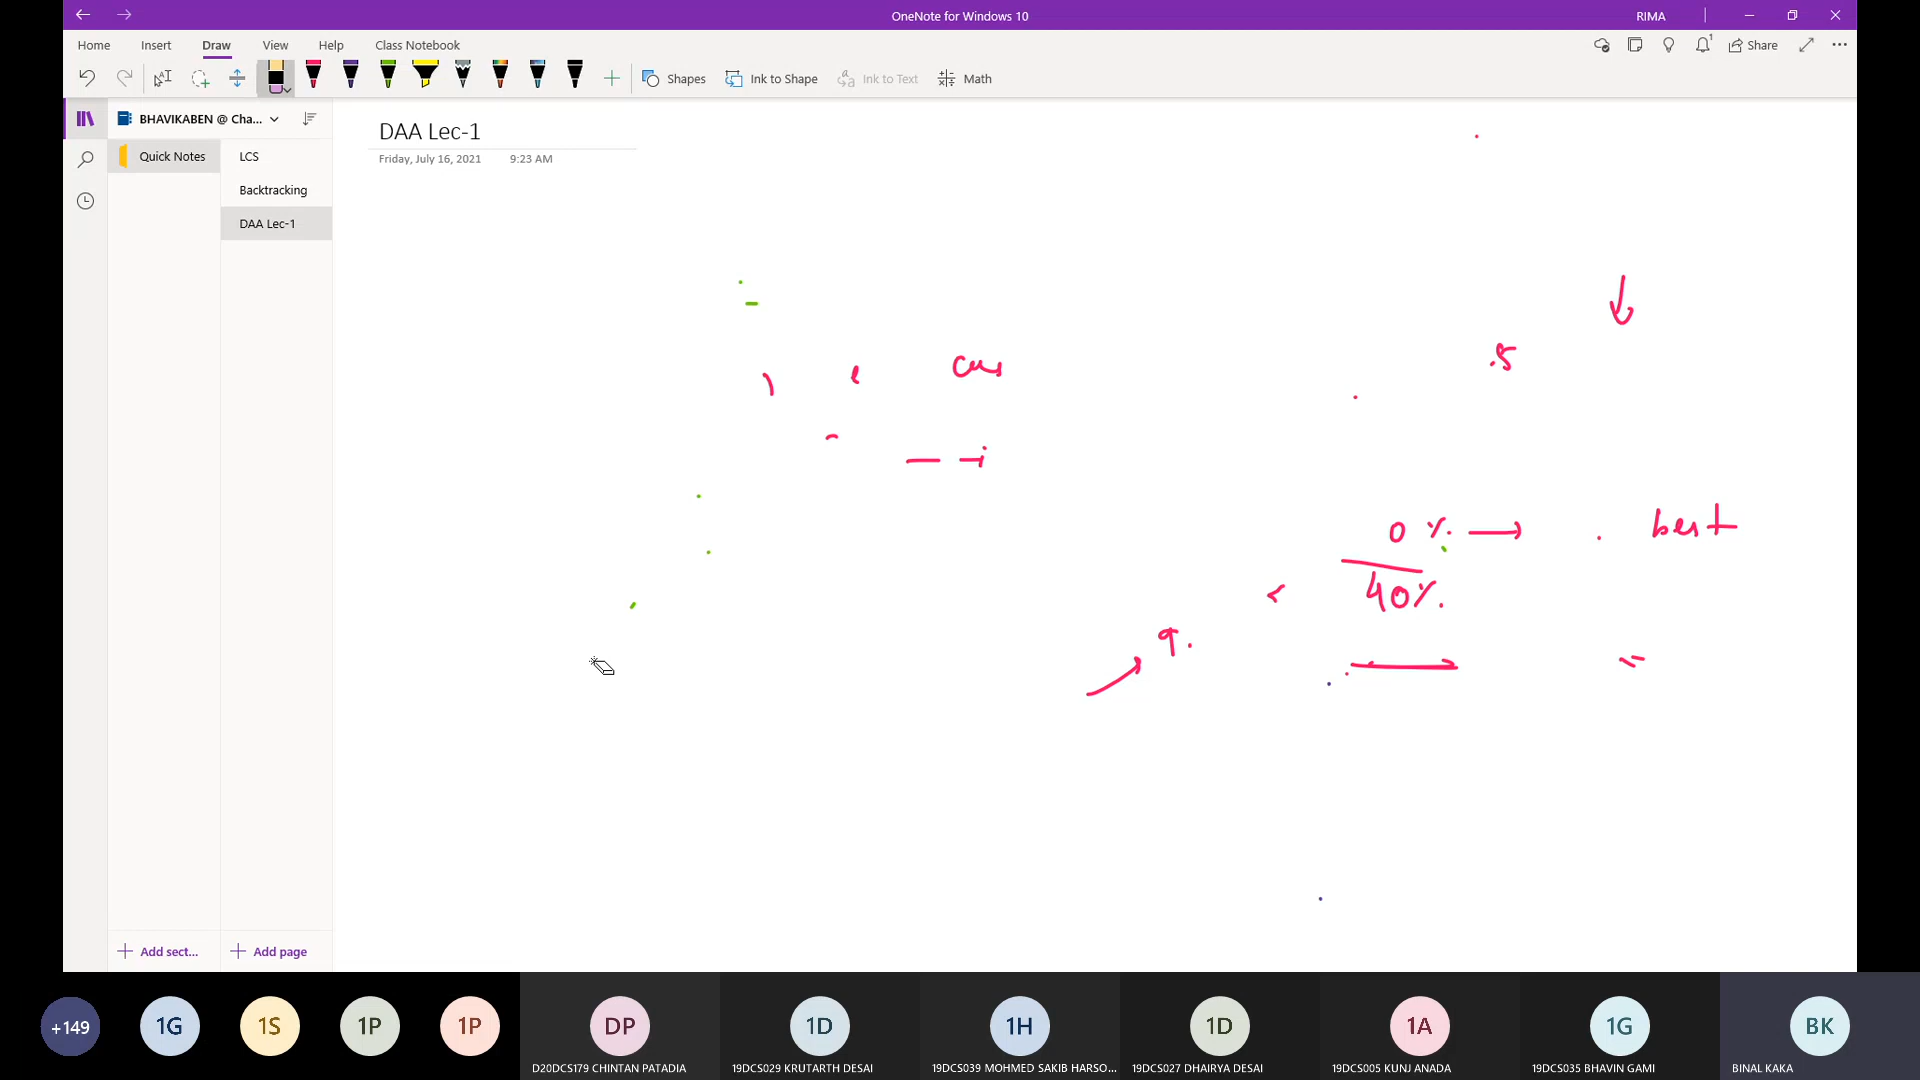 OneNote for Windows 10
RIMA
Home Insert Draw View Help Class Notebook
1
Share
Shapes Ink to Shape Ink to Text Math
BHAVIKABEN @ Cha...
Quick Notes
LCS
Backtracking
DAA Lec-1
DAA Lec-1
Friday, July 16, 2021 9:23 AM
.5
0 % best
40%.
Add sect...
Add page
+149 1G 1S 1P 1P DP 1D 1H 1D 1A 1G BK
D20DCS179 CHINTAN PATADIA
19DCS029 KRUTARTH DESAI
19DCS039 MOHMED SAKIB HARSO...
19DCS027 DHAIRYA DESAI
19DCS005 KUNJ ANADA
19DCS035 BHAVIN GAMI
BINAL KAKA